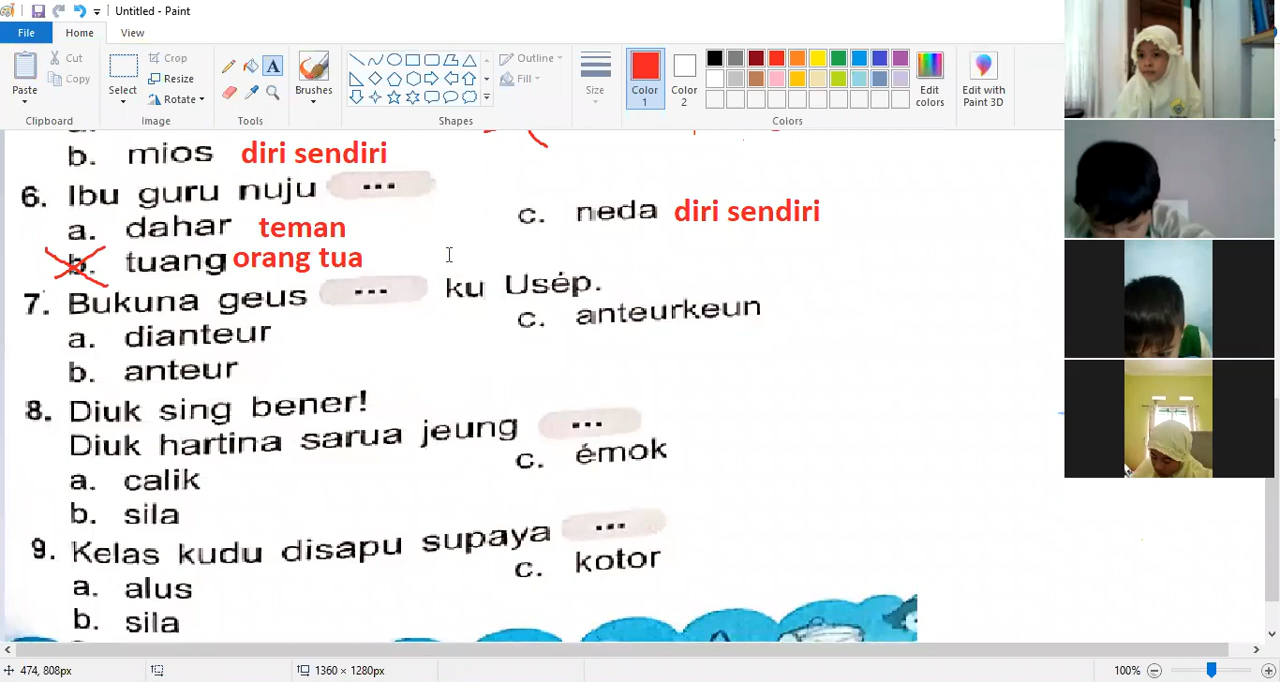 Untitled - Paint
File Home View
Paste
Cut
Copy
Clipboard
Select
Crop
Resize
Rotate
Image
A
Tools
Brushes
Shapes
Outline
Fill
Size
Color 1
Color 2
Colors
Edit colors
Edit with Paint 3D
b. mios diri sendiri
6. Ibu guru nuju ...
a. dahar teman
c. neda diri sendiri
b. tuang orang tua
7. Bukuna geus ... ku Usép.
a. dianteur
c. anteurkeun
b. anteur
8. Diuk sing bener!
Diuk hartina sarua jeung ...
a. calik
c. émok
b. sila
9. Kelas kudu disapu supaya ...
a. alus
c. kotor
b. sila
474, 808px
1360 × 1280px
100%